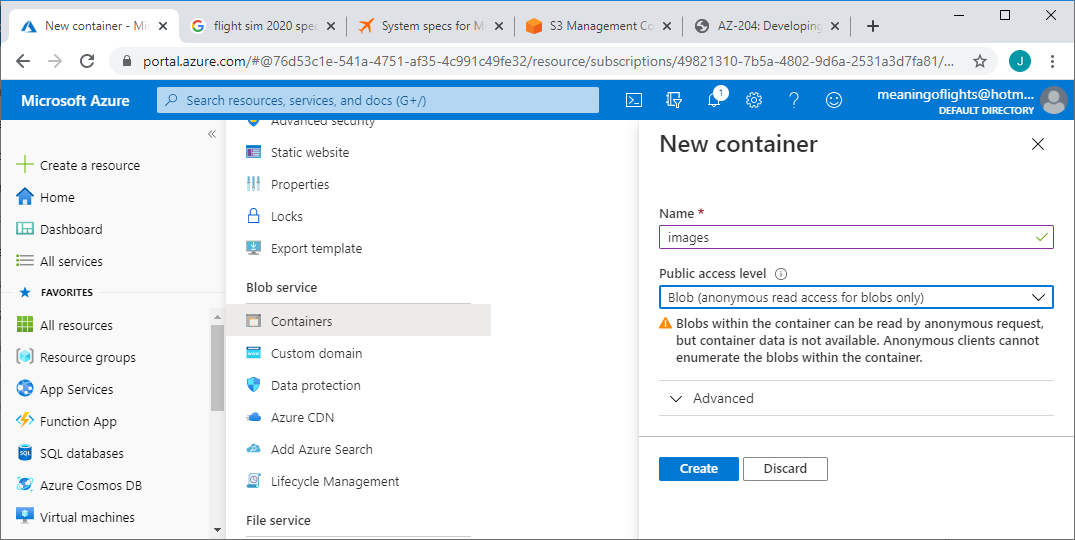 New container - Mic
flight sim 2020 spec
System specs for Mi
S3 Management Co
AZ-204: Developing
portal.azure.com/#@76d53c1e-541a-4751-af35-4c991c49fe32/resource/subscriptions/49821310-7b5a-4802-9d6a-2531a3d7fa81/...
J
Microsoft Azure
Search resources, services, and docs (G+/)
1
meaningoflights@hotm...
DEFAULT DIRECTORY
Create a resource
Home
Dashboard
All services
FAVORITES
All resources
Resource groups
App Services
Function App
SQL databases
Azure Cosmos DB
Virtual machines
Advanced security
Static website
Properties
Locks
Export template
Blob service
Containers
Custom domain
Data protection
Azure CDN
Add Azure Search
Lifecycle Management
File service
New container
Name *
images
Public access level
Blob (anonymous read access for blobs only)
Blobs within the container can be read by anonymous request,
but container data is not available. Anonymous clients cannot
enumerate the blobs within the container.
Advanced
Create
Discard